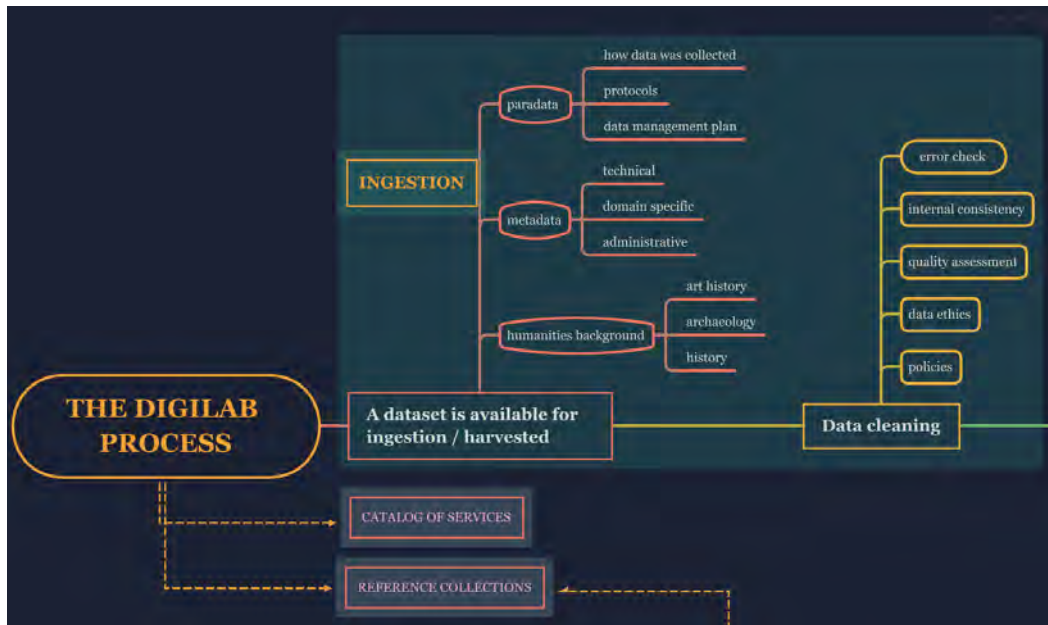 how data was collected
paradata
protocols
data management plan
INGESTION
technical
metadata
domain specific
administrative
art history
humanities background
archaeology
history
error check
internal consistency
quality assessment
data ethics
policies
THE DIGILAB
PROCESS
A dataset is available for
ingestion / harvested
Data cleaning
CATALOG OF SERVICES
REFERENCE COLLECTIONS